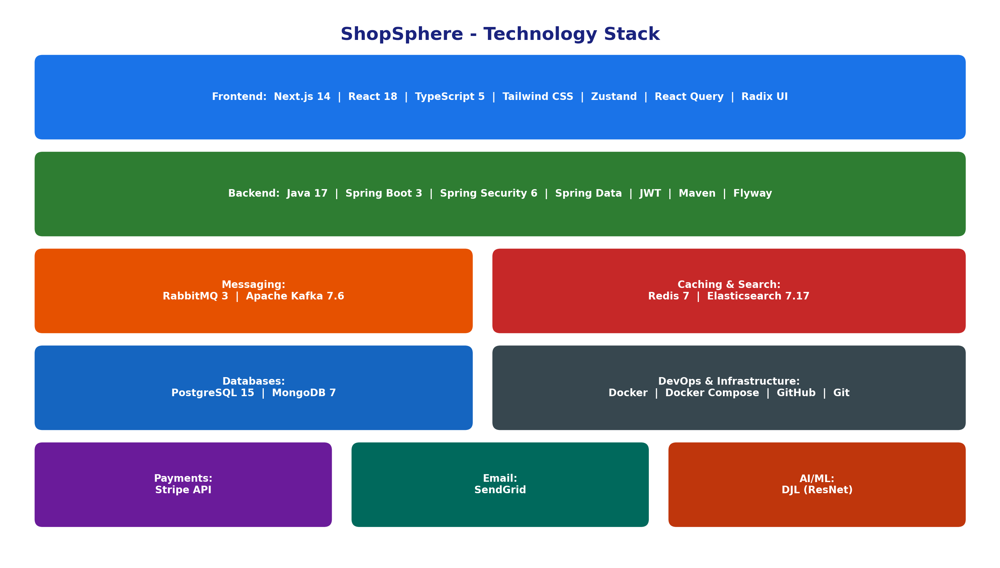 ShopSphere - Technology Stack
Frontend: Next.js 14 | React 18 | TypeScript 5 | Tailwind CSS | Zustand | React Query | Radix UI
Backend: Java 17 | Spring Boot 3 | Spring Security 6 | Spring Data | JWT | Maven | Flyway
Messaging:
RabbitMQ 3 | Apache Kafka 7.6
Caching & Search:
Redis 7 | Elasticsearch 7.17
Databases:
PostgreSQL 15 | MongoDB 7
DevOps & Infrastructure:
Docker | Docker Compose | GitHub | Git
Payments:
Stripe API
Email:
SendGrid
AI/ML:
DJL (ResNet)